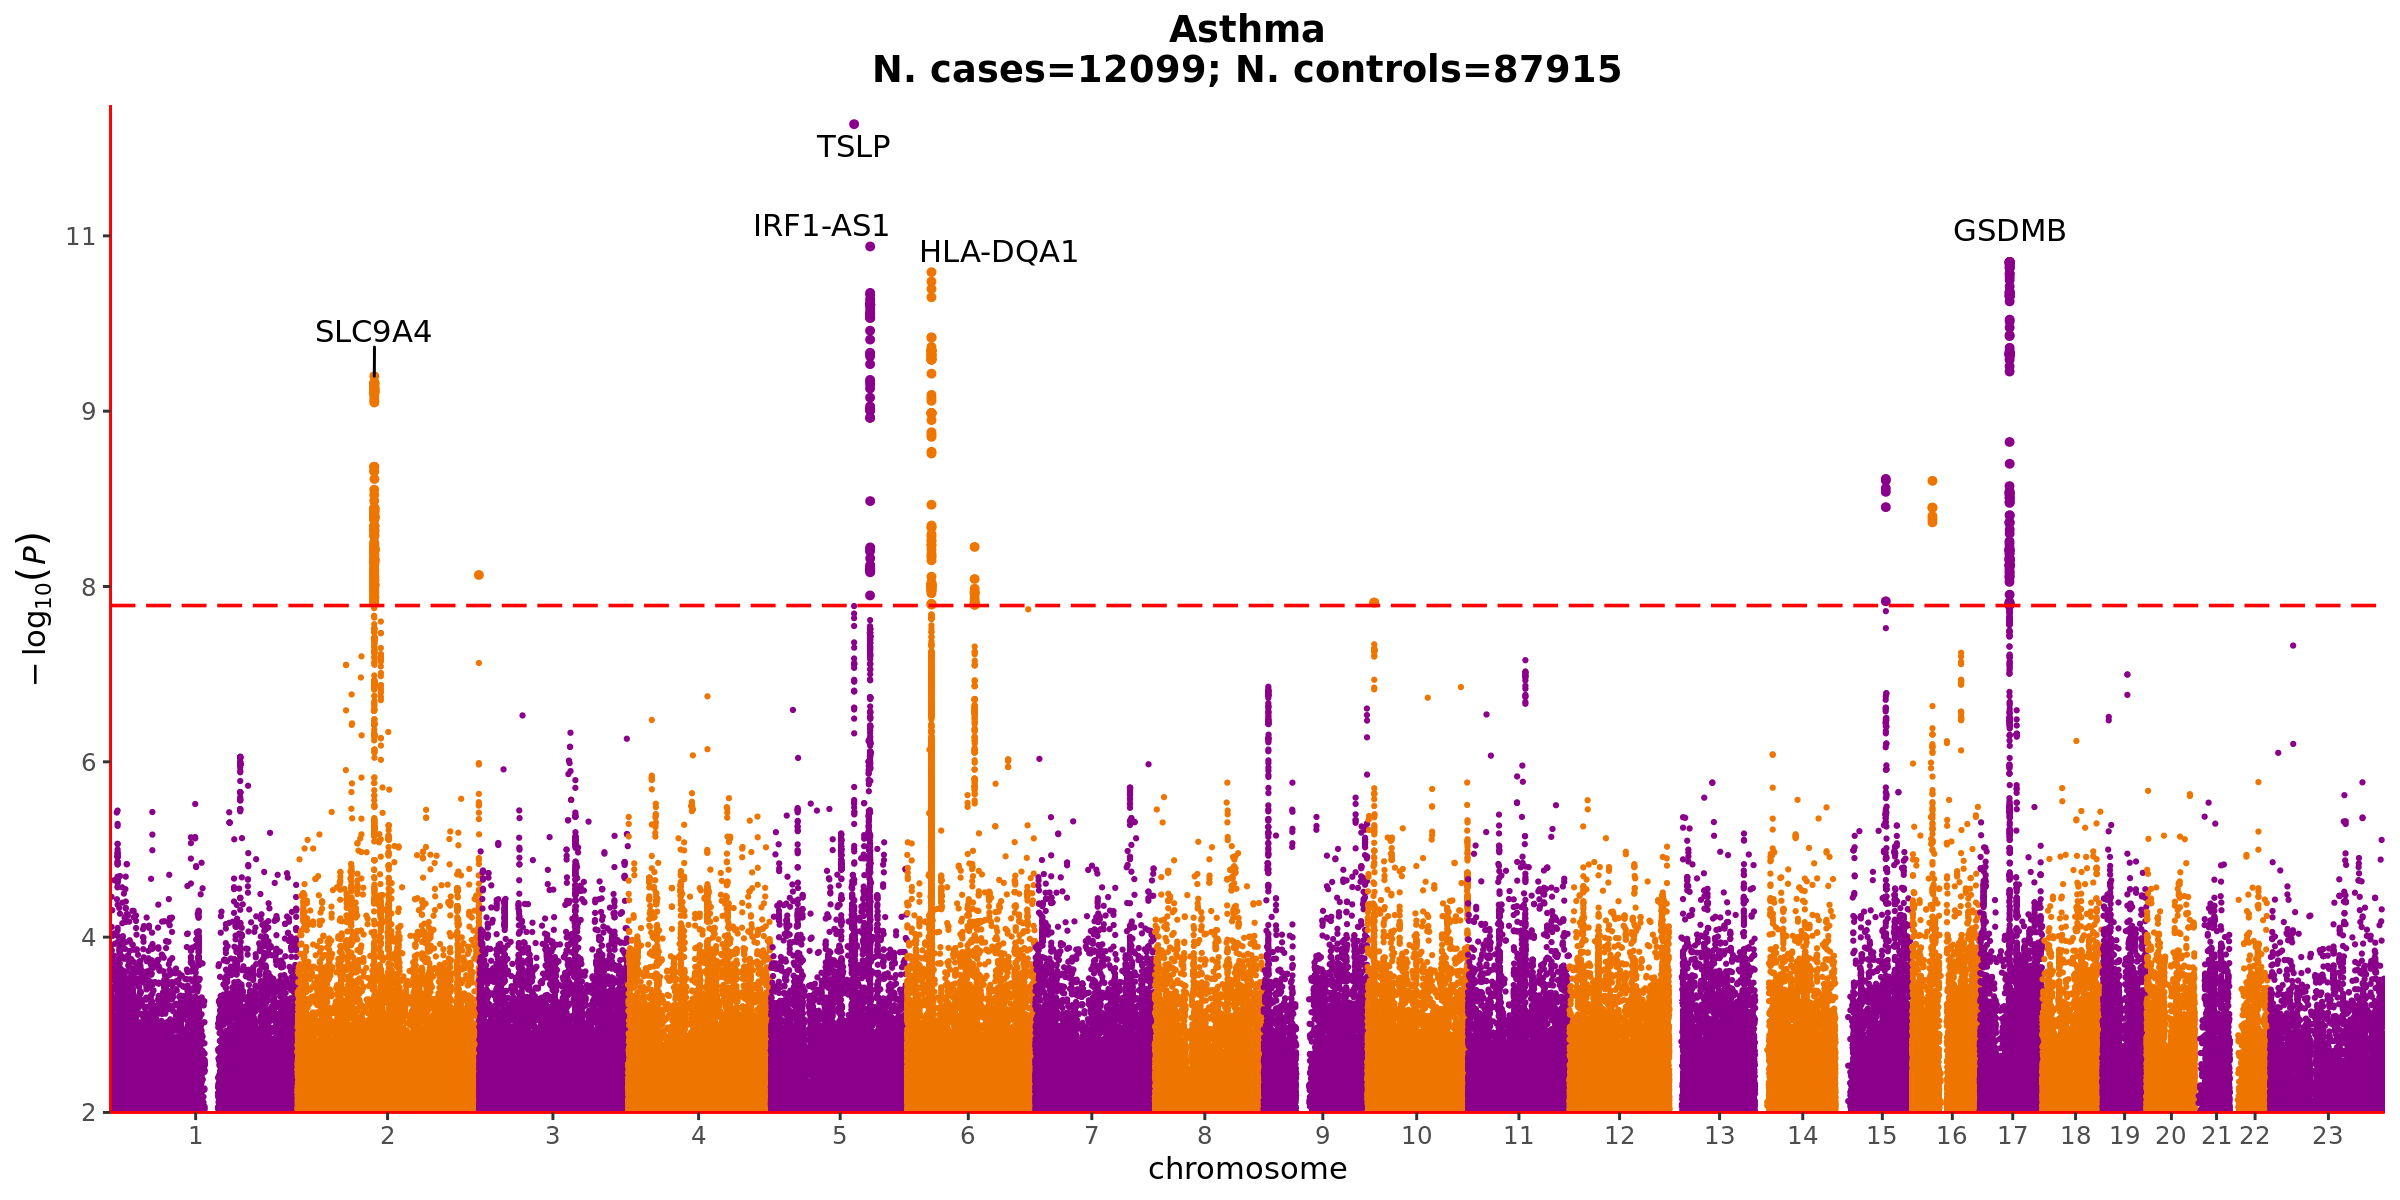 Asthma
N. cases=12099; N. controls=87915
TSLP
IRF1-AS1
GSDMB
HLA-DQA1
SLC9A4
11
9
8
6
4
2
− log10(P)
1 2 3 4 5 6 7 8 9 10 11 12 13 14 15 16 17 18 19 20 21 22 23
chromosome